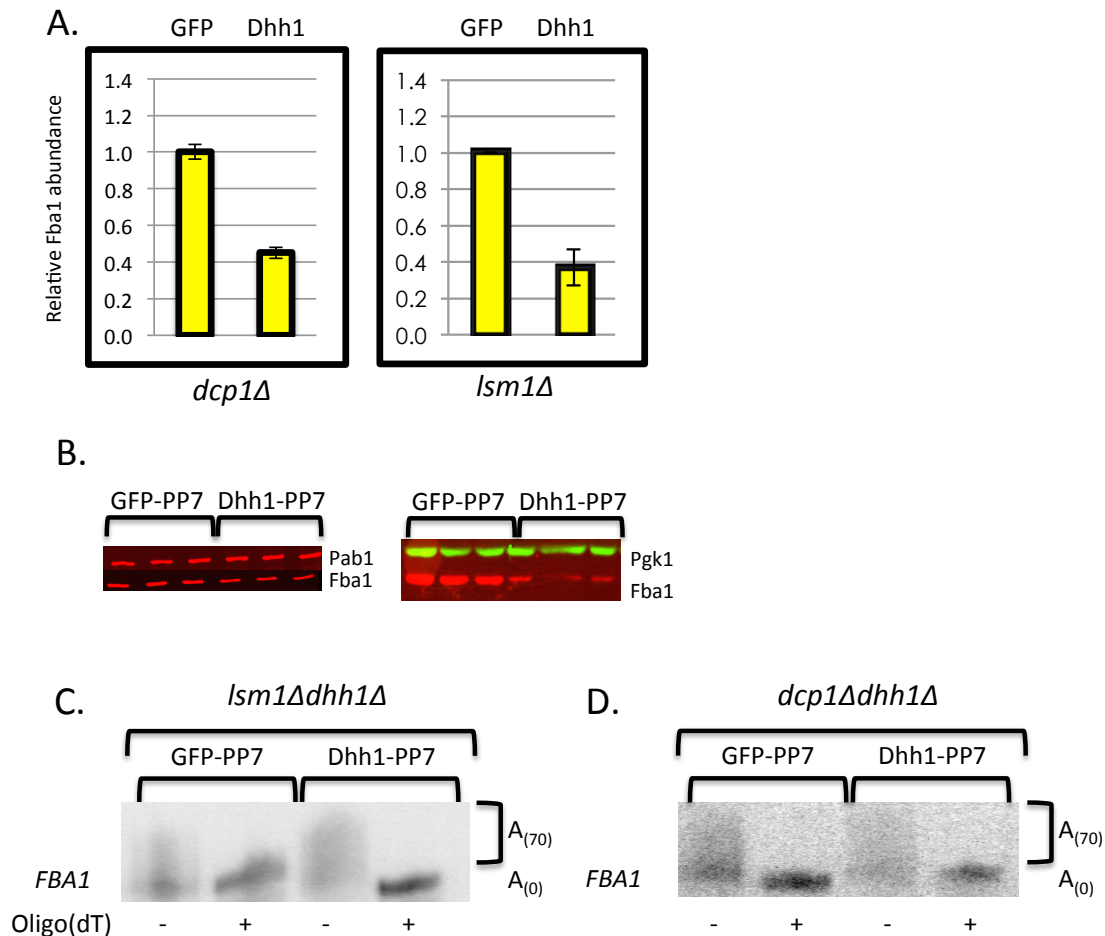 A.
GFP Dhh1 GFP Dhh1
Relative Fba1 abundance
1.4
1.2
1.0
0.8
0.6
0.4
0.2
0.0
1.4
1.2
1.0
0.8
0.6
0.4
0.2
0.0
dcp1Δ lsm1Δ
B.
GFP-PP7 Dhh1-PP7
Pab1
Fba1
GFP-PP7 Dhh1-PP7
Pgk1
Fba1
C.
lsm1Δdhh1Δ
GFP-PP7 Dhh1-PP7
A(70)
A(0)
FBA1
Oligo(dT) - + - +
D.
dcp1Δdhh1Δ
GFP-PP7 Dhh1-PP7
A(70)
A(0)
FBA1
- + - +